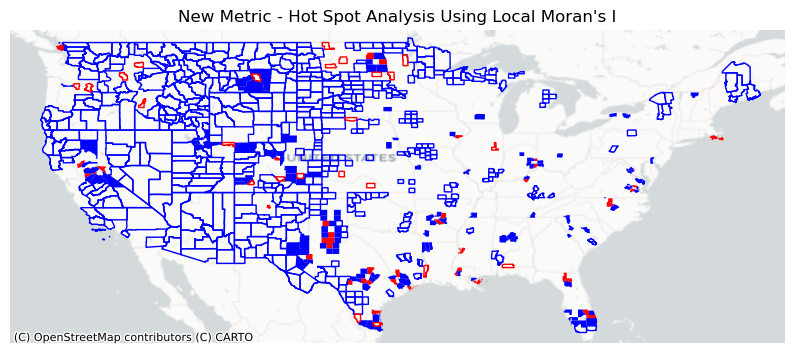 New Metric - Hot Spot Analysis Using Local Moran's I
UNITED STATES
(C) OpenStreetMap contributors (C) CARTO